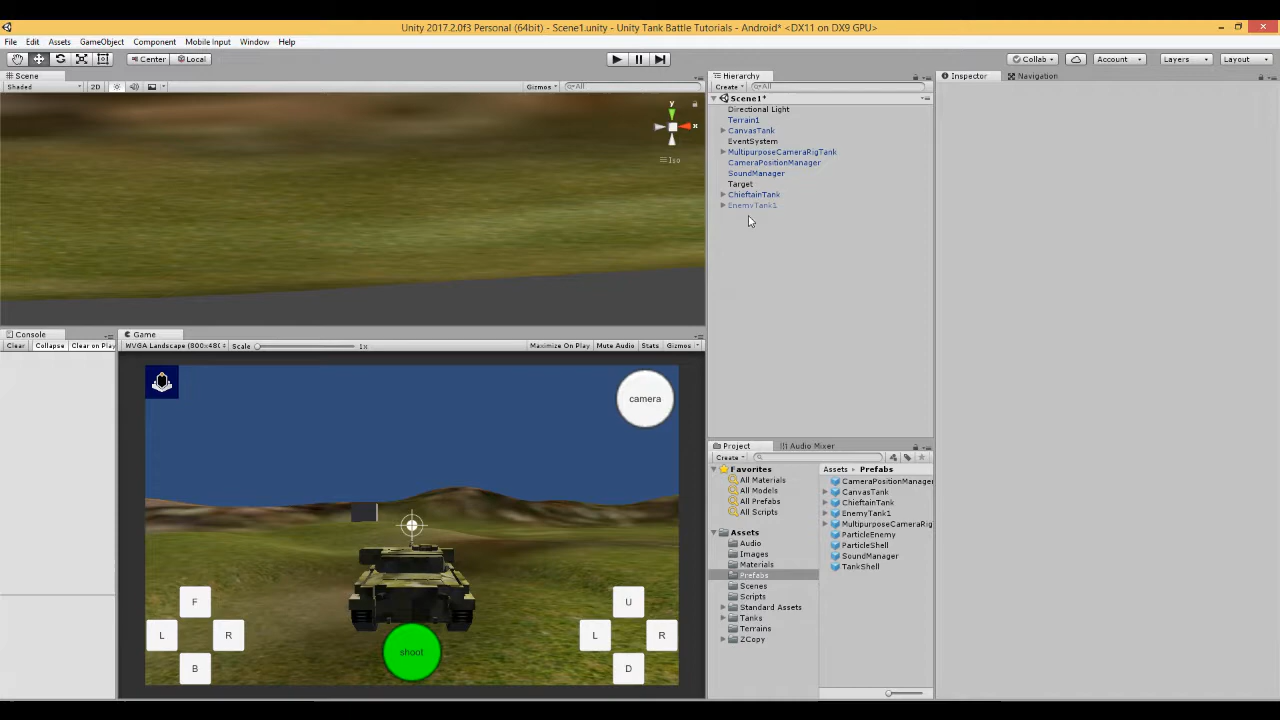 Unity 2017.2.0f3 Personal (64bit) - Scene1.unity - Unity Tank Battle Tutorials - Android* <DX11 on DX9 GPU>
File Edit Assets GameObject Component Mobile Input Window Help
Center Local Collab Account Layers Layout
Scene
Shaded 2D Gizmos All
y
x
Iso
Hierarchy
Create All
Scene1*
Directional Light
Terrain1
CanvasTank
EventSystem
MultipurposeCameraRigTank
CameraPositionManager
SoundManager
Target
ChieftainTank
EnemyTank1
Inspector Navigation
Console
Clear Collapse Clear on Play
Game
WVGA Landscape (800x480 Scale 1x Maximize On Play Mute Audio Stats Gizmos
camera
F
L R
B
shoot
U
L R
D
Project Audio Mixer
Create
Favorites
All Materials
All Models
All Prefabs
All Scripts
Assets
Audio
Images
Materials
Prefabs
Scenes
Scripts
Standard Assets
Tanks
Terrains
ZCopy
Assets Prefabs
CameraPositionManager
CanvasTank
ChieftainTank
EnemyTank1
MultipurposeCameraRig
ParticleEnemy
ParticleShell
SoundManager
TankShell